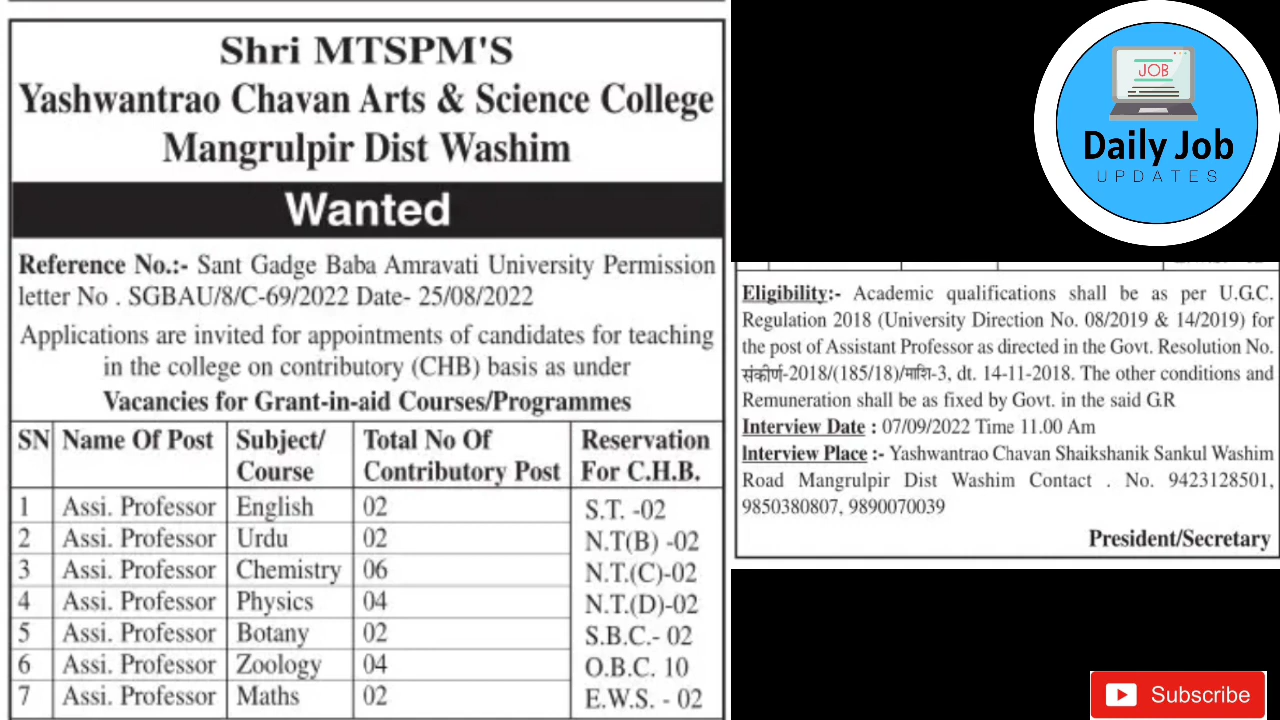 Shri MTSPM'S
Yashwantrao Chavan Arts & Science College
Mangrulpir Dist Washim
Wanted
Reference No.:- Sant Gadge Baba Amravati University Permission
letter No . SGBAU/8/C-69/2022 Date- 25/08/2022
Applications are invited for appointments of candidates for teaching
in the college on contributory (CHB) basis as under
Vacancies for Grant-in-aid Courses/Programmes
SN Name Of Post Subject/ Course Total No Of Contributory Post Reservation For C.H.B.
1 Assi. Professor English 02 S.T. -02
2 Assi. Professor Urdu 02 N.T(B) -02
3 Assi. Professor Chemistry 06 N.T.(C)-02
4 Assi. Professor Physics 04 N.T.(D)-02
5 Assi. Professor Botany 02 S.B.C.- 02
6 Assi. Professor Zoology 04 O.B.C. 10
7 Assi. Professor Maths 02 E.W.S. - 02
JOB
Daily Job
UPDATES
Eligibility:- Academic qualifications shall be as per U.G.C.
Regulation 2018 (University Direction No. 08/2019 & 14/2019) for
the post of Assistant Professor as directed in the Govt. Resolution No.
संकीर्ण-2018/(185/18)/माशि-3, dt. 14-11-2018. The other conditions and
Remuneration shall be as fixed by Govt. in the said G.R
Interview Date : 07/09/2022 Time 11.00 Am
Interview Place :- Yashwantrao Chavan Shaikshanik Sankul Washim
Road Mangrulpir Dist Washim Contact . No. 9423128501,
9850380807, 9890070039
President/Secretary
Subscribe